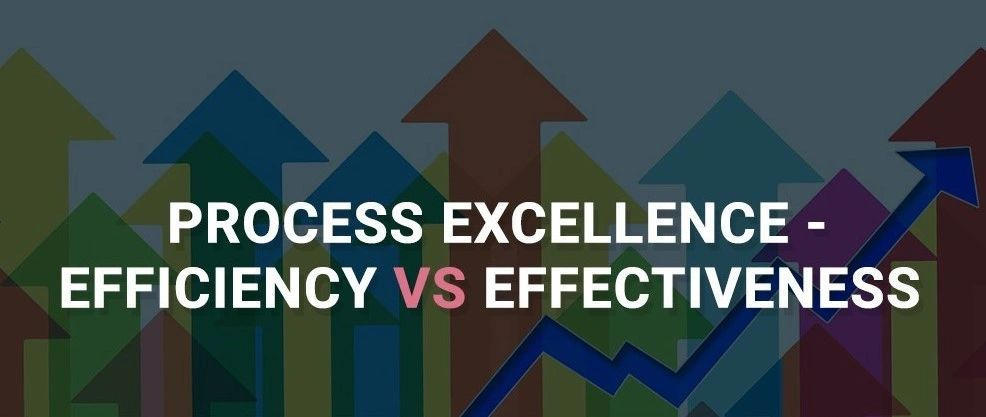 PROCESS EXCELLENCE -
EFFICIENCY VS EFFECTIVENESS